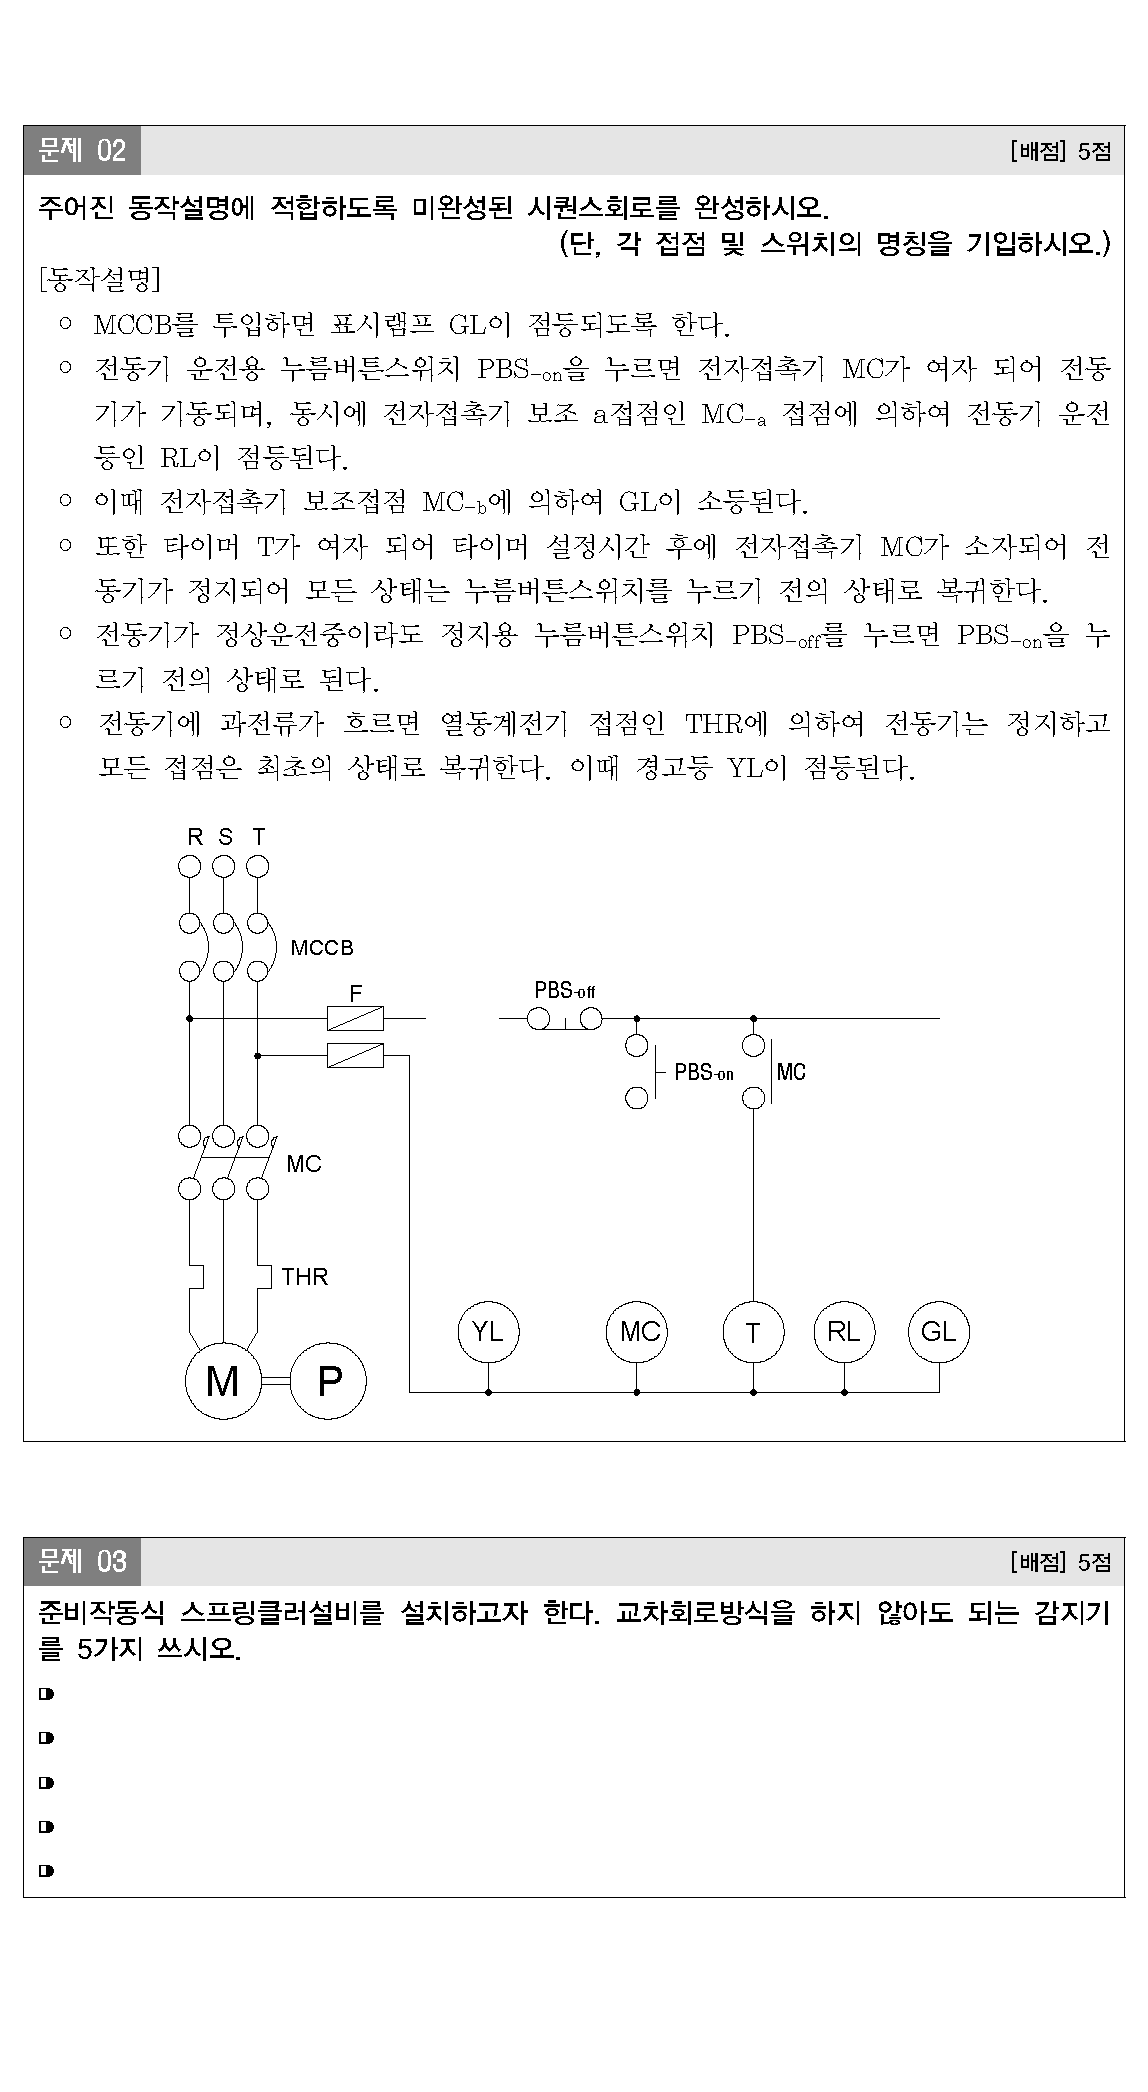 문제 02 [배점] 5점
주어진 동작설명에 적합하도록 미완성된 시퀀스회로를 완성하시오.
(단, 각 접점 및 스위치의 명칭을 기입하시오.)
[동작설명]
○ MCCB를 투입하면 표시램프 GL이 점등되도록 한다.
○ 전동기 운전용 누름버튼스위치 PBS-on을 누르면 전자접촉기 MC가 여자 되어 전동
기가 기동되며, 동시에 전자접촉기 보조 a접점인 MC-a 접점에 의하여 전동기 운전
등인 RL이 점등된다.
○ 이때 전자접촉기 보조접점 MC-b에 의하여 GL이 소등된다.
○ 또한 타이머 T가 여자 되어 타이머 설정시간 후에 전자접촉기 MC가 소자되어 전
동기가 정지되어 모든 상태는 누름버튼스위치를 누르기 전의 상태로 복귀한다.
○ 전동기가 정상운전중이라도 정지용 누름버튼스위치 PBS-off를 누르면 PBS-on을 누
르기 전의 상태로 된다.
○ 전동기에 과전류가 흐르면 열동계전기 접점인 THR에 의하여 전동기는 정지하고
모든 접점은 최초의 상태로 복귀한다. 이때 경고등 YL이 점등된다.
R S T
MCCB
F
PBS-off
PBS-on
MC
MC
THR
YL MC T RL GL
M P
문제 03 [배점] 5점
준비작동식 스프링클러설비를 설치하고자 한다. 교차회로방식을 하지 않아도 되는 감지기
를 5가지 쓰시오.